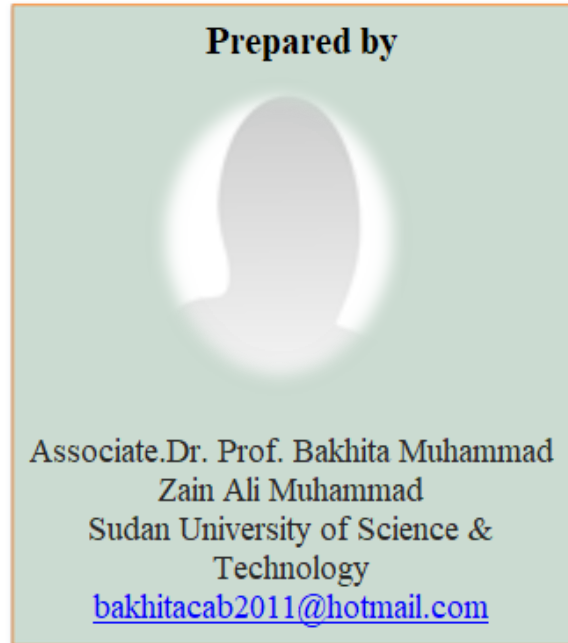 Prepared by
Associate.Dr. Prof. Bakhita Muhammad
Zain Ali Muhammad
Sudan University of Science &
Technology
bakhitacab2011@hotmail.com